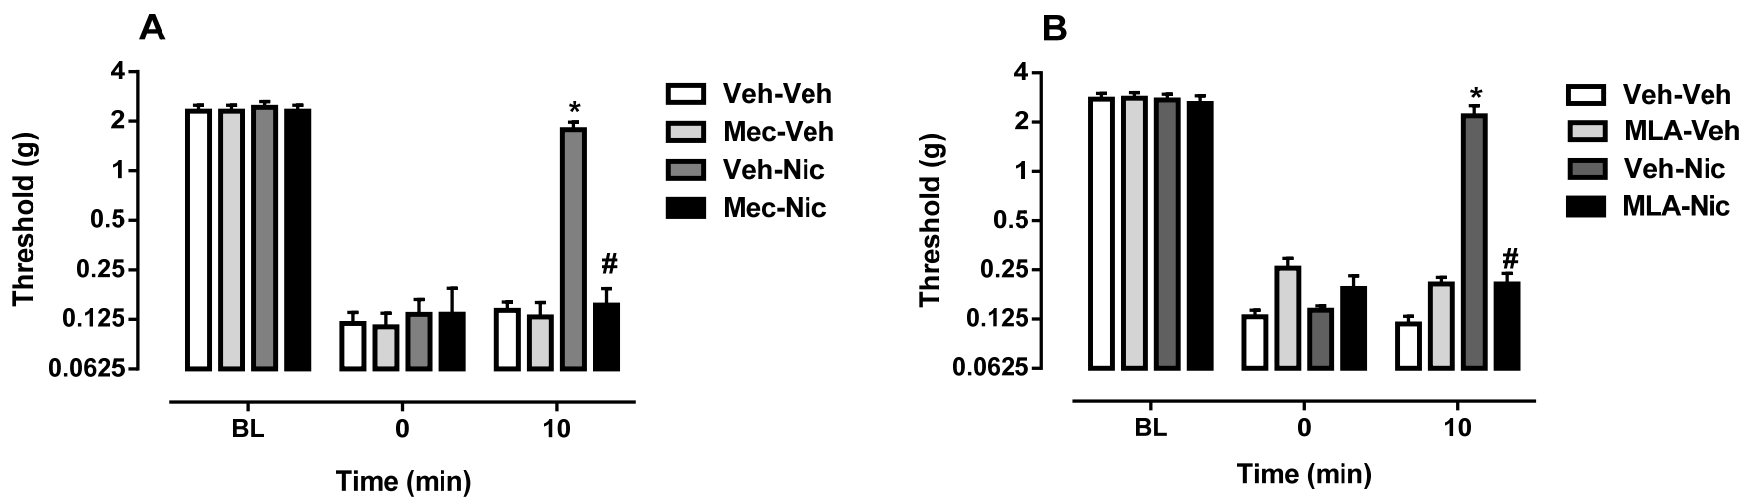 A
Threshold (g)
4
2
1
0.5
0.25
0.125
0.0625
*
#
BL 0 10
Time (min)
Veh-Veh
Mec-Veh
Veh-Nic
Mec-Nic
B
Threshold (g)
4
2
1
0.5
0.25
0.125
0.0625
*
#
BL 0 10
Time (min)
Veh-Veh
MLA-Veh
Veh-Nic
MLA-Nic